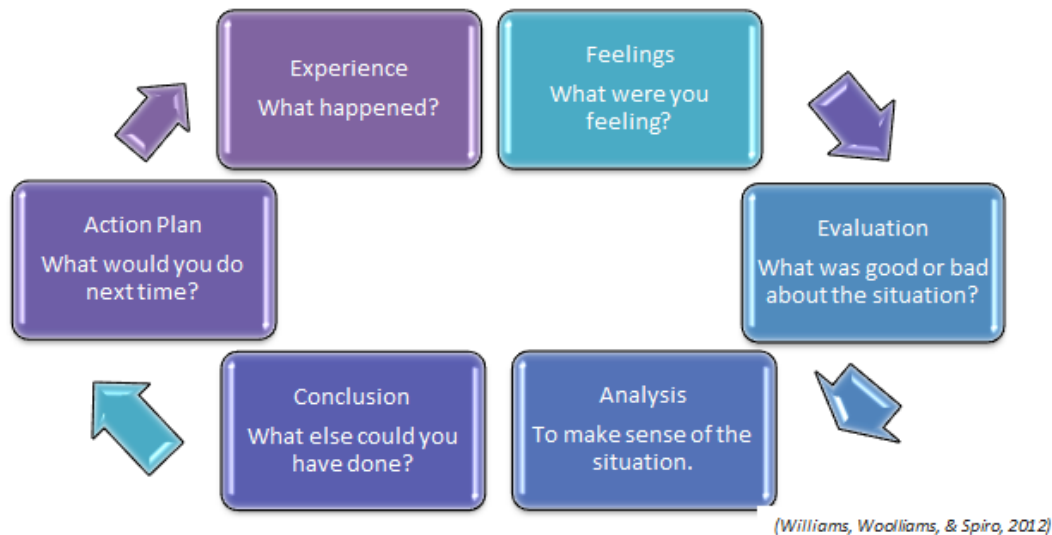 Experience
What happened?
Feelings
What were you
feeling?
Evaluation
What was good or bad
about the situation?
Analysis
To make sense of the
situation.
Conclusion
What else could you
have done?
Action Plan
What would you do
next time?
(Williams, Woolliams, & Spiro, 2012)